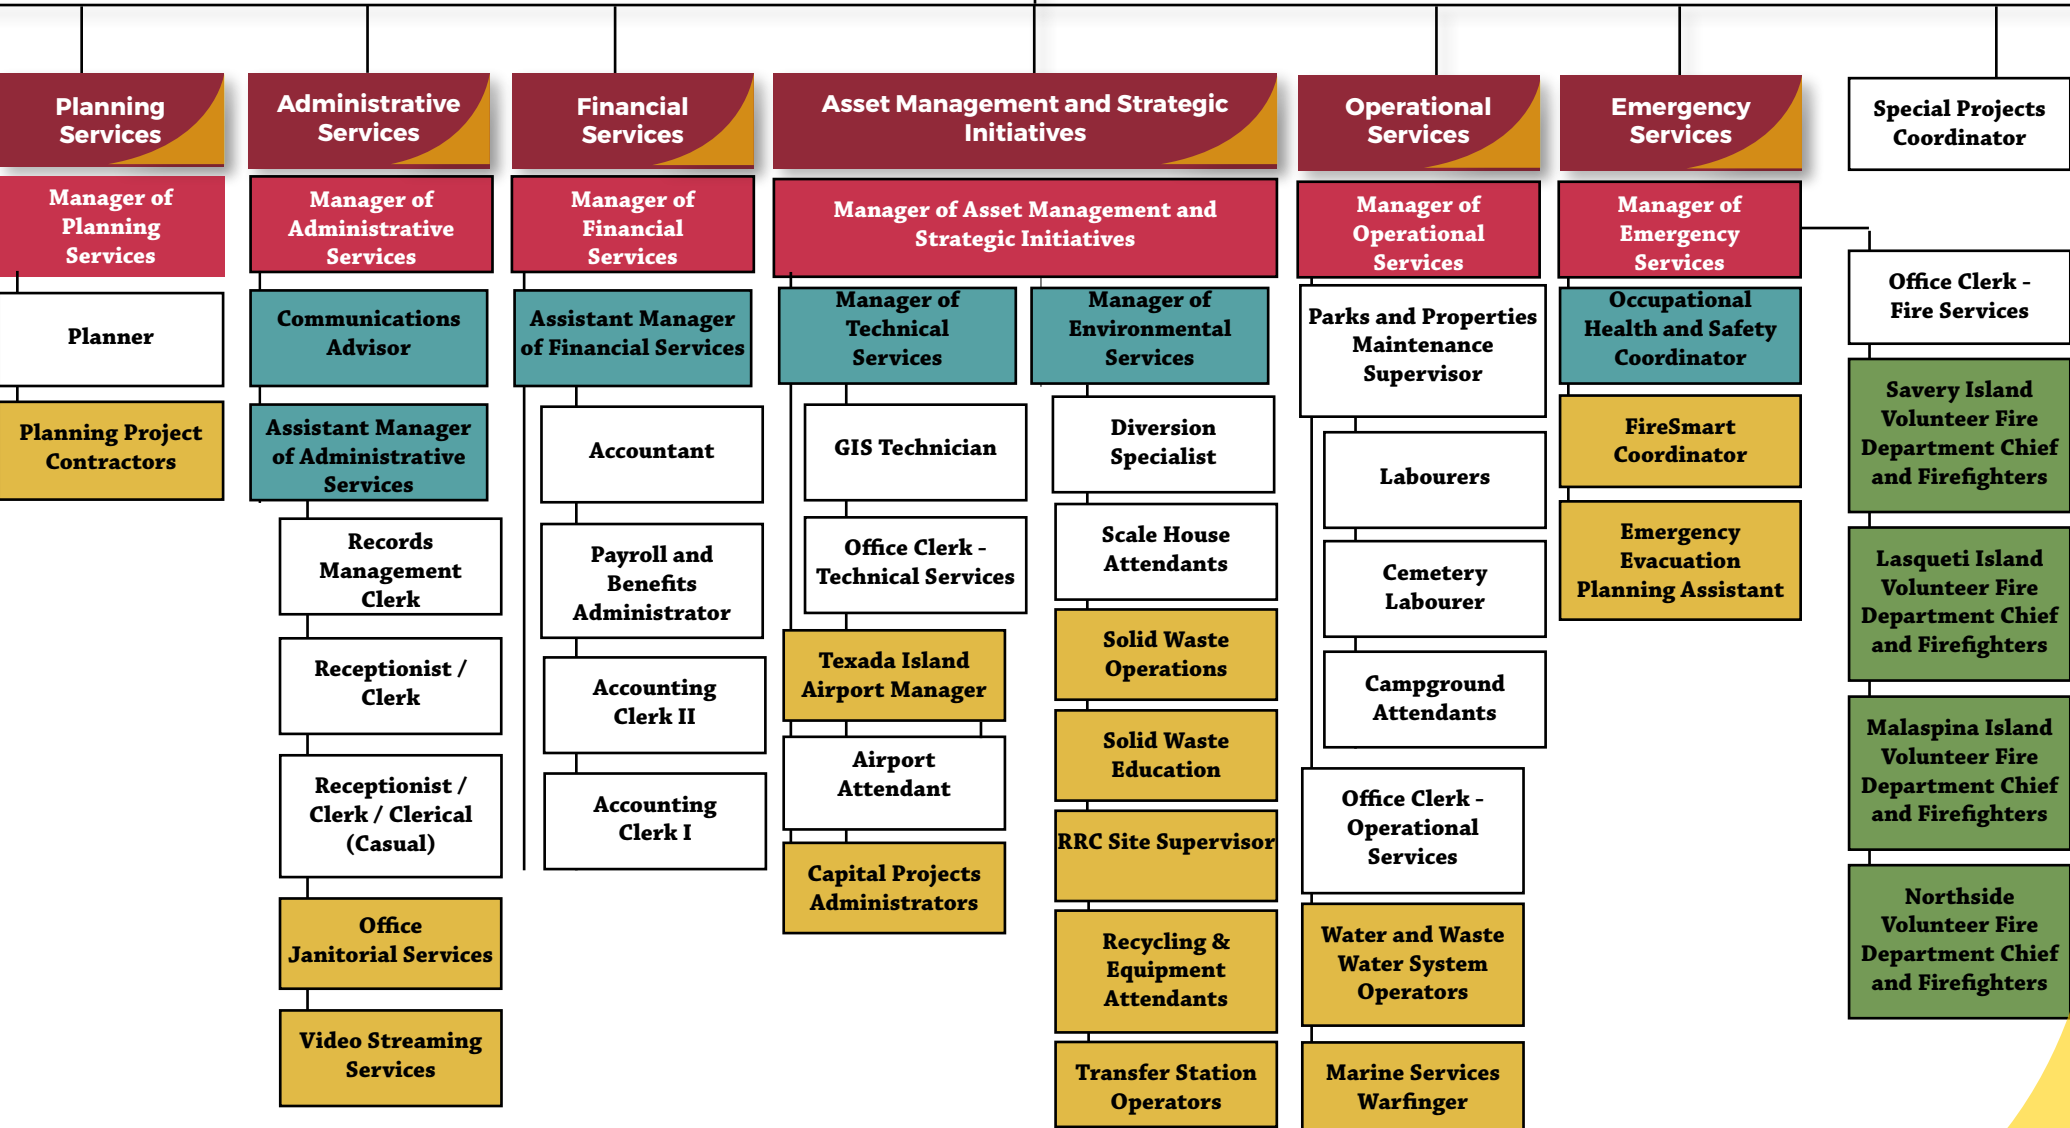 Planning
Services
Manager of
Planning
Services
Planner
Planning Project
Contractors
Administrative
Services
Manager of
Administrative
Services
Communications
Advisor
Assistant Manager
of Administrative
Services
Records
Management
Clerk
Receptionist /
Clerk
Receptionist /
Clerk / Clerical
(Casual)
Office
Janitorial Services
Video Streaming
Services
Financial
Services
Manager of
Financial
Services
Assistant Manager
of Financial Services
Accountant
Payroll and
Benefits
Administrator
Accounting
Clerk II
Accounting
Clerk I
Asset Management and Strategic
Initiatives
Manager of Asset Management and
Strategic Initiatives
Manager of
Technical
Services
GIS Technician
Office Clerk -
Technical Services
Texada Island
Airport Manager
Airport
Attendant
Capital Projects
Administrators
Manager of
Environmental
Services
Diversion
Specialist
Scale House
Attendants
Solid Waste
Operations
Solid Waste
Education
RRC Site Supervisor
Recycling &
Equipment
Attendants
Transfer Station
Operators
Operational
Services
Manager of
Operational
Services
Parks and Properties
Maintenance
Supervisor
Labourers
Cemetery
Labourer
Campground
Attendants
Office Clerk -
Operational
Services
Water and Waste
Water System
Operators
Marine Services
Warfinger
Emergency
Services
Manager of
Emergency
Services
Occupational
Health and Safety
Coordinator
FireSmart
Coordinator
Emergency
Evacuation
Planning Assistant
Special Projects
Coordinator
Office Clerk -
Fire Services
Savery Island
Volunteer Fire
Department Chief
and Firefighters
Lasqueti Island
Volunteer Fire
Department Chief
and Firefighters
Malaspina Island
Volunteer Fire
Department Chief
and Firefighters
Northside
Volunteer Fire
Department Chief
and Firefighters